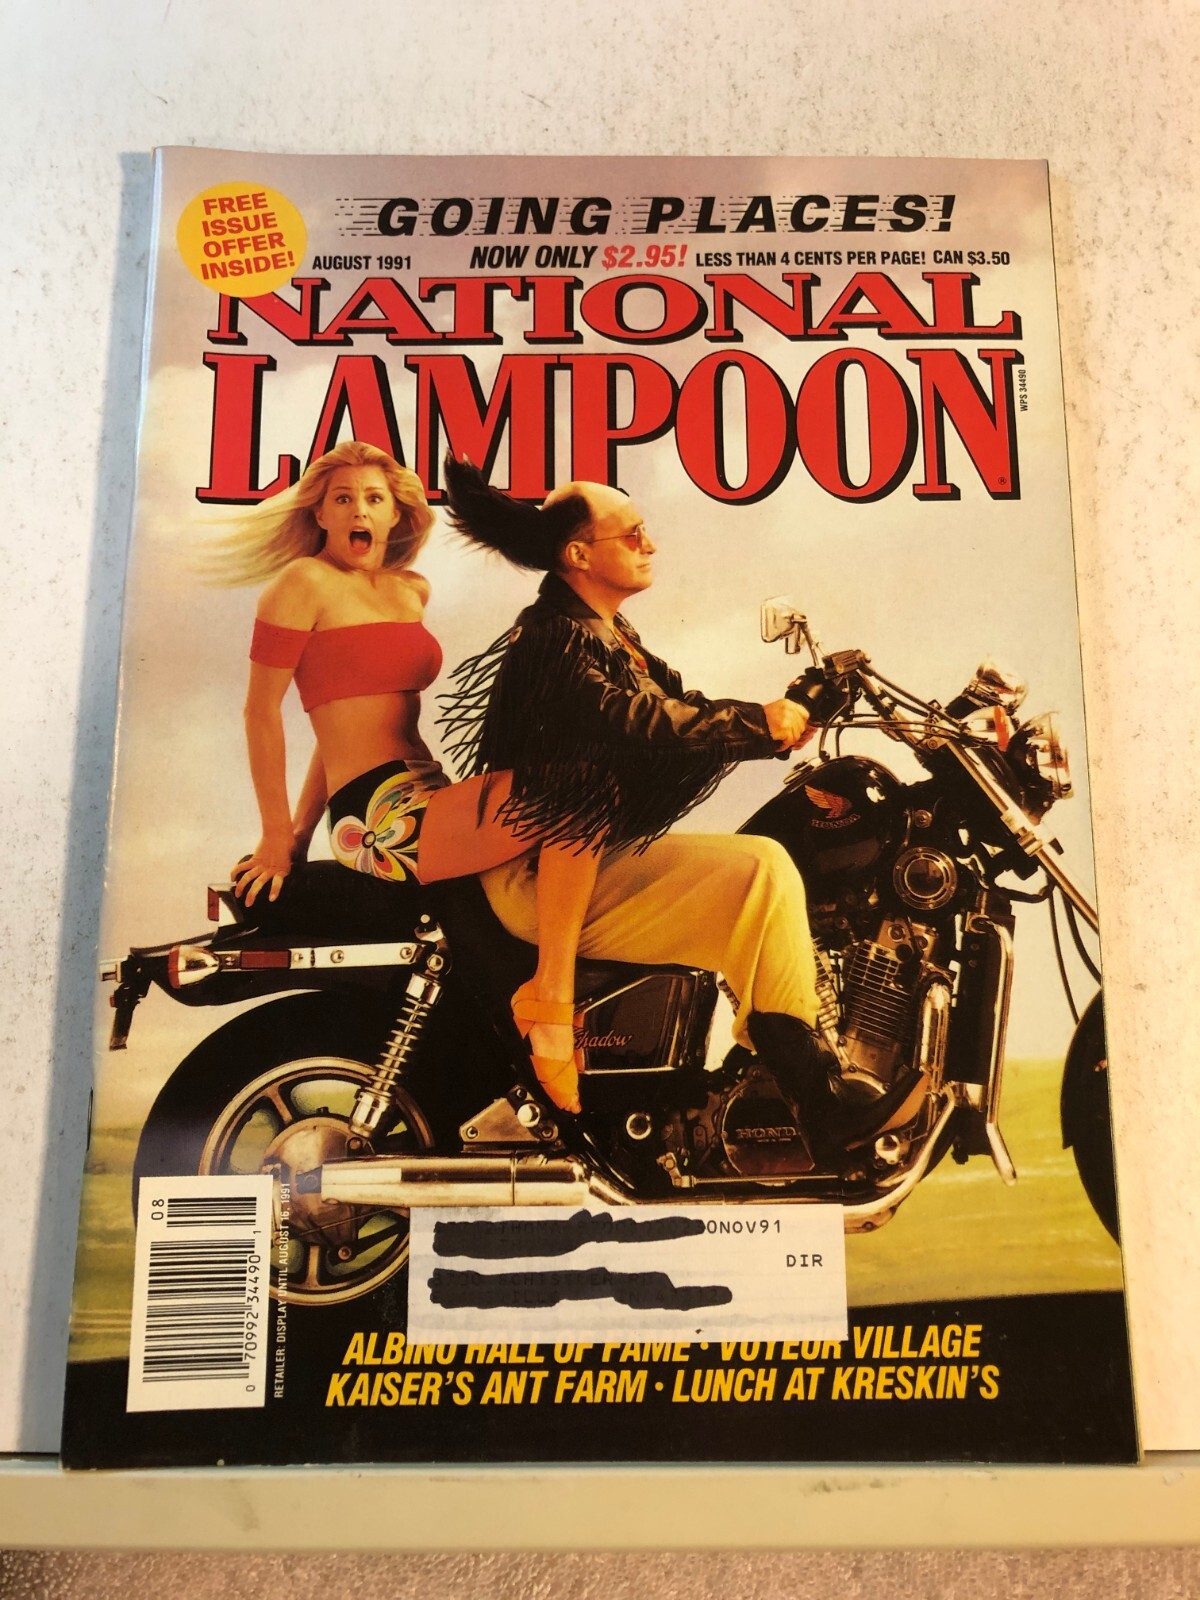 FREE
ISSUE
OFFER
INSIDE!
GOING PLACES!
AUGUST 1991
NOW ONLY $2.95! LESS THAN 4 CENTS PER PAGE! CAN $3.50
NATIONAL
LAMPOON
®
WPS 34490
HONDA
Shadow
HONDA
08
0 70992 34490 1
RETAILER: DISPLAY UNTIL AUGUST 16, 1991
0NOV91
DIR
ALBINO HALL OF FAME · VOYEUR VILLAGE
KAISER'S ANT FARM · LUNCH AT KRESKIN'S